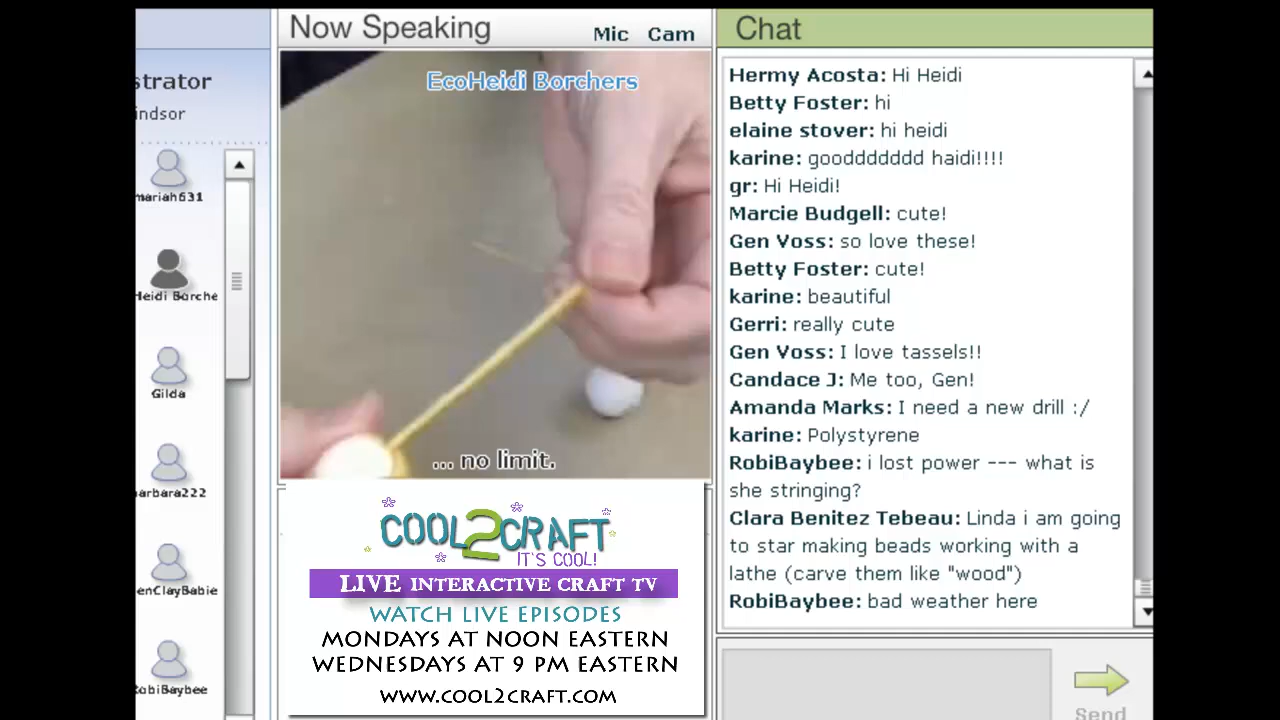 strator
indsor
mariah631
Heidi Borche
Gilda
arbara222
enClayBabie
RobiBaybee
Now Speaking
Mic Cam
EcoHeidi Borchers
... no limit.
COOL2CRAFT
IT'S COOL!
LIVE INTERACTIVE CRAFT TV
WATCH LIVE EPISODES
MONDAYS AT NOON EASTERN
WEDNESDAYS AT 9 PM EASTERN
WWW.COOL2CRAFT.COM
Chat
Hermy Acosta: Hi Heidi
Betty Foster: hi
elaine stover: hi heidi
karine: gooddddddd haidi!!!!
gr: Hi Heidi!
Marcie Budgell: cute!
Gen Voss: so love these!
Betty Foster: cute!
karine: beautiful
Gerri: really cute
Gen Voss: I love tassels!!
Candace J: Me too, Gen!
Amanda Marks: I need a new drill :/
karine: Polystyrene
RobiBaybee: i lost power --- what is
she stringing?
Clara Benitez Tebeau: Linda i am going
to star making beads working with a
lathe (carve them like "wood")
RobiBaybee: bad weather here
Send